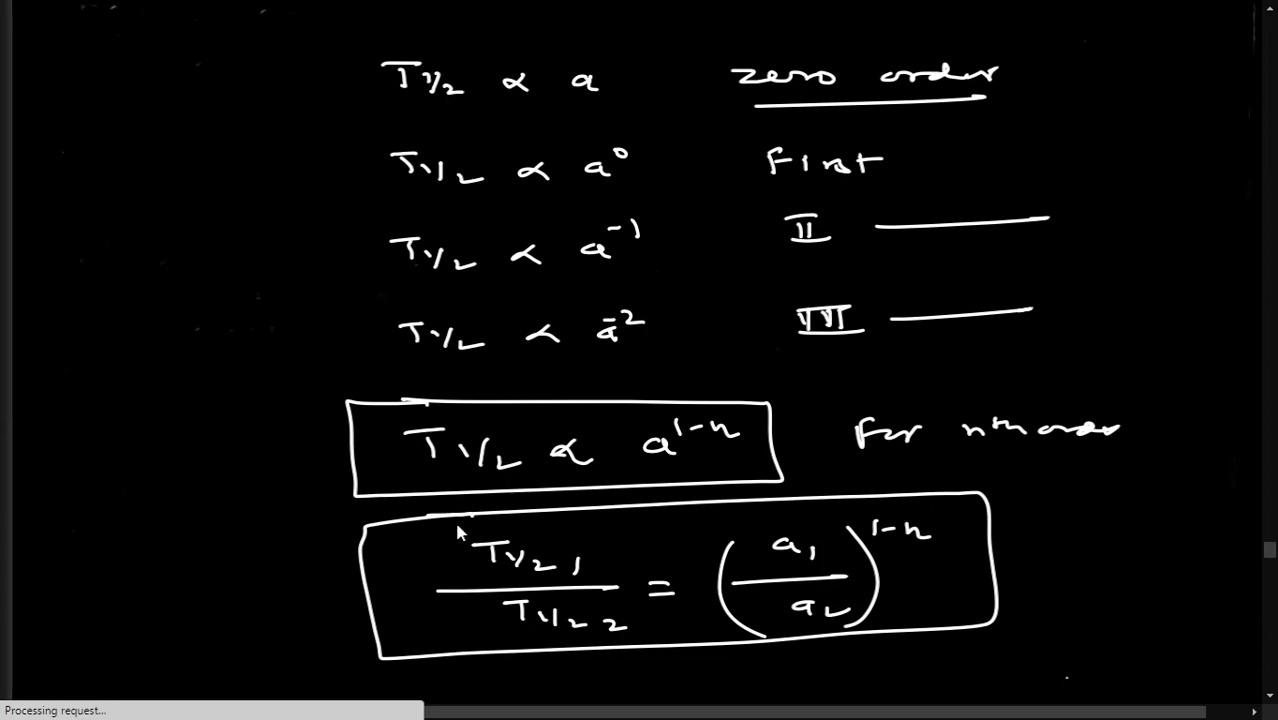 T1/2 ∝ a zero order
T1/2 ∝ a⁰ First
T1/2 ∝ a⁻¹ II
T1/2 ∝ a⁻² III
T1/2 ∝ a¹⁻ⁿ For nth order
T1/2 1 / T1/2 2 = (a₁ / a₂)¹⁻ⁿ
Processing request...